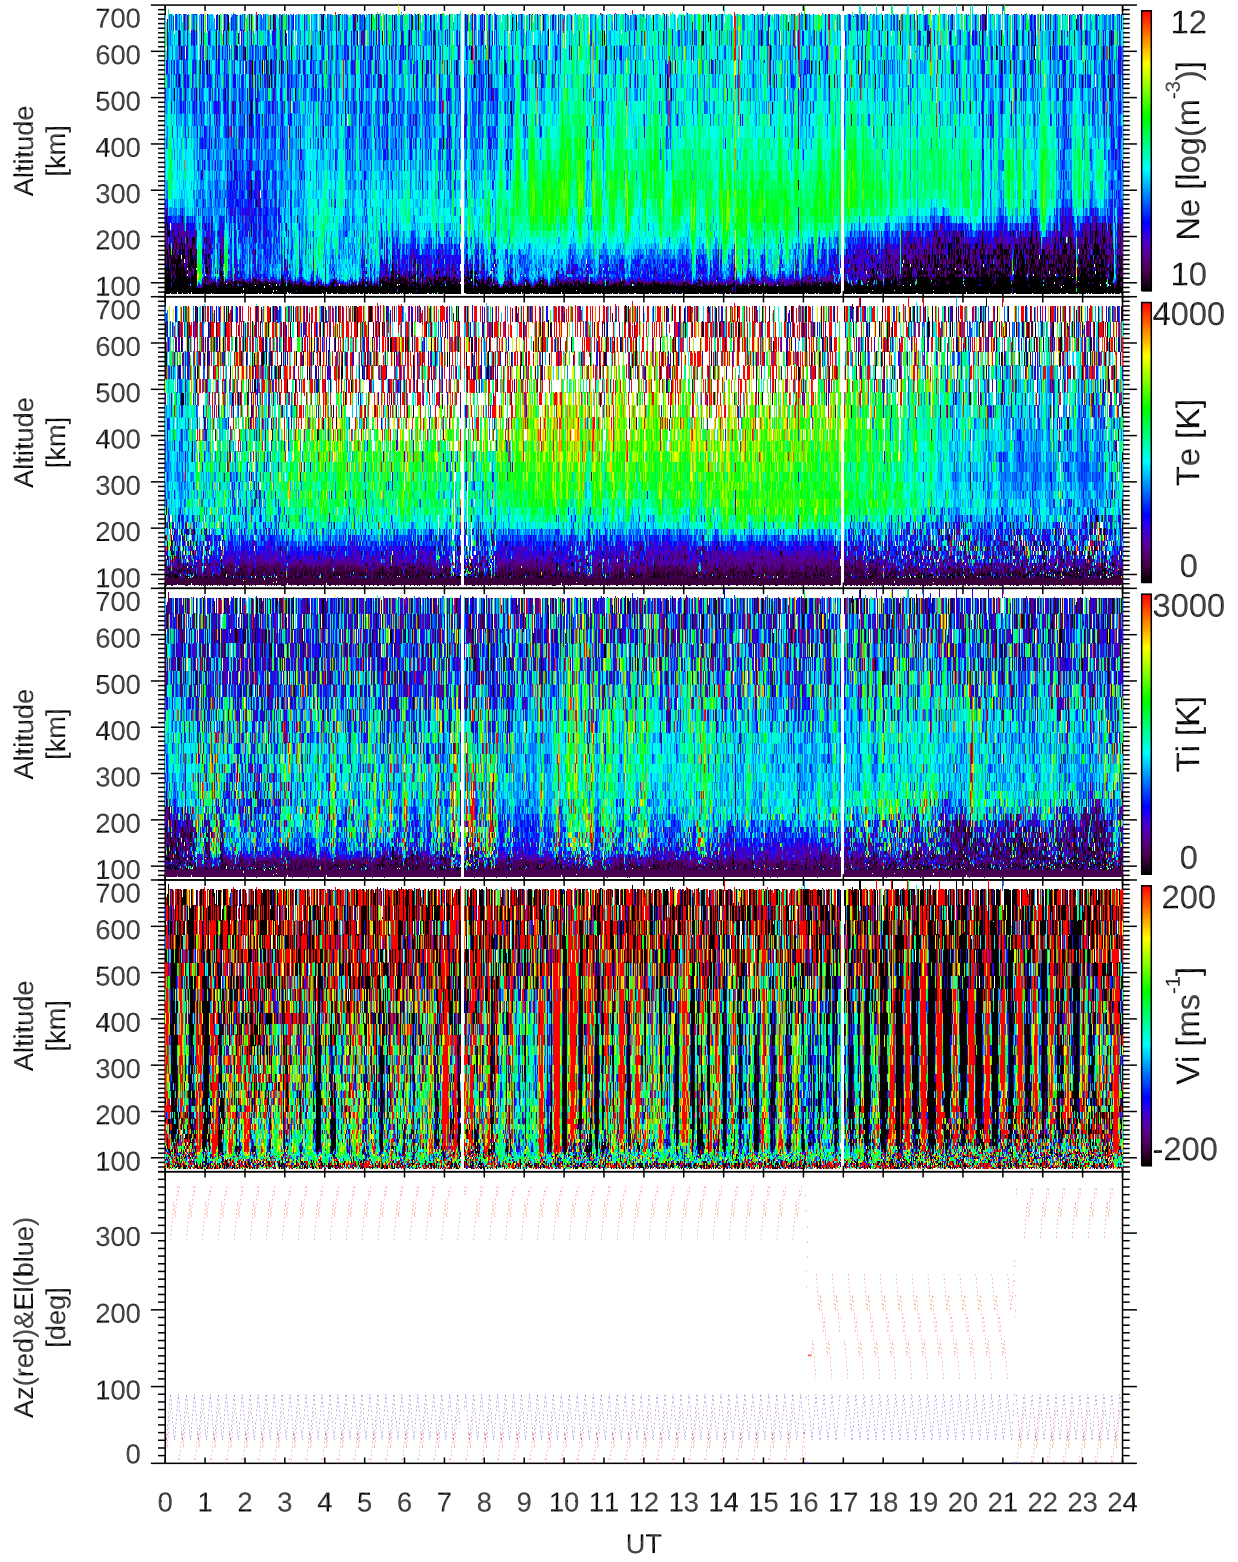 700
600
500
400
300
200
100
Altitude
[km]
12
10
Ne [log(m⁻³)]
700
600
500
400
300
200
100
Altitude
[km]
4000
0
Te [K]
700
600
500
400
300
200
100
Altitude
[km]
3000
0
Ti [K]
700
600
500
400
300
200
100
Altitude
[km]
200
-200
Vi [ms⁻¹]
300
200
100
0
Az(red)&El(blue)
[deg]
0 1 2 3 4 5 6 7 8 9 10 11 12 13 14 15 16 17 18 19 20 21 22 23 24
UT